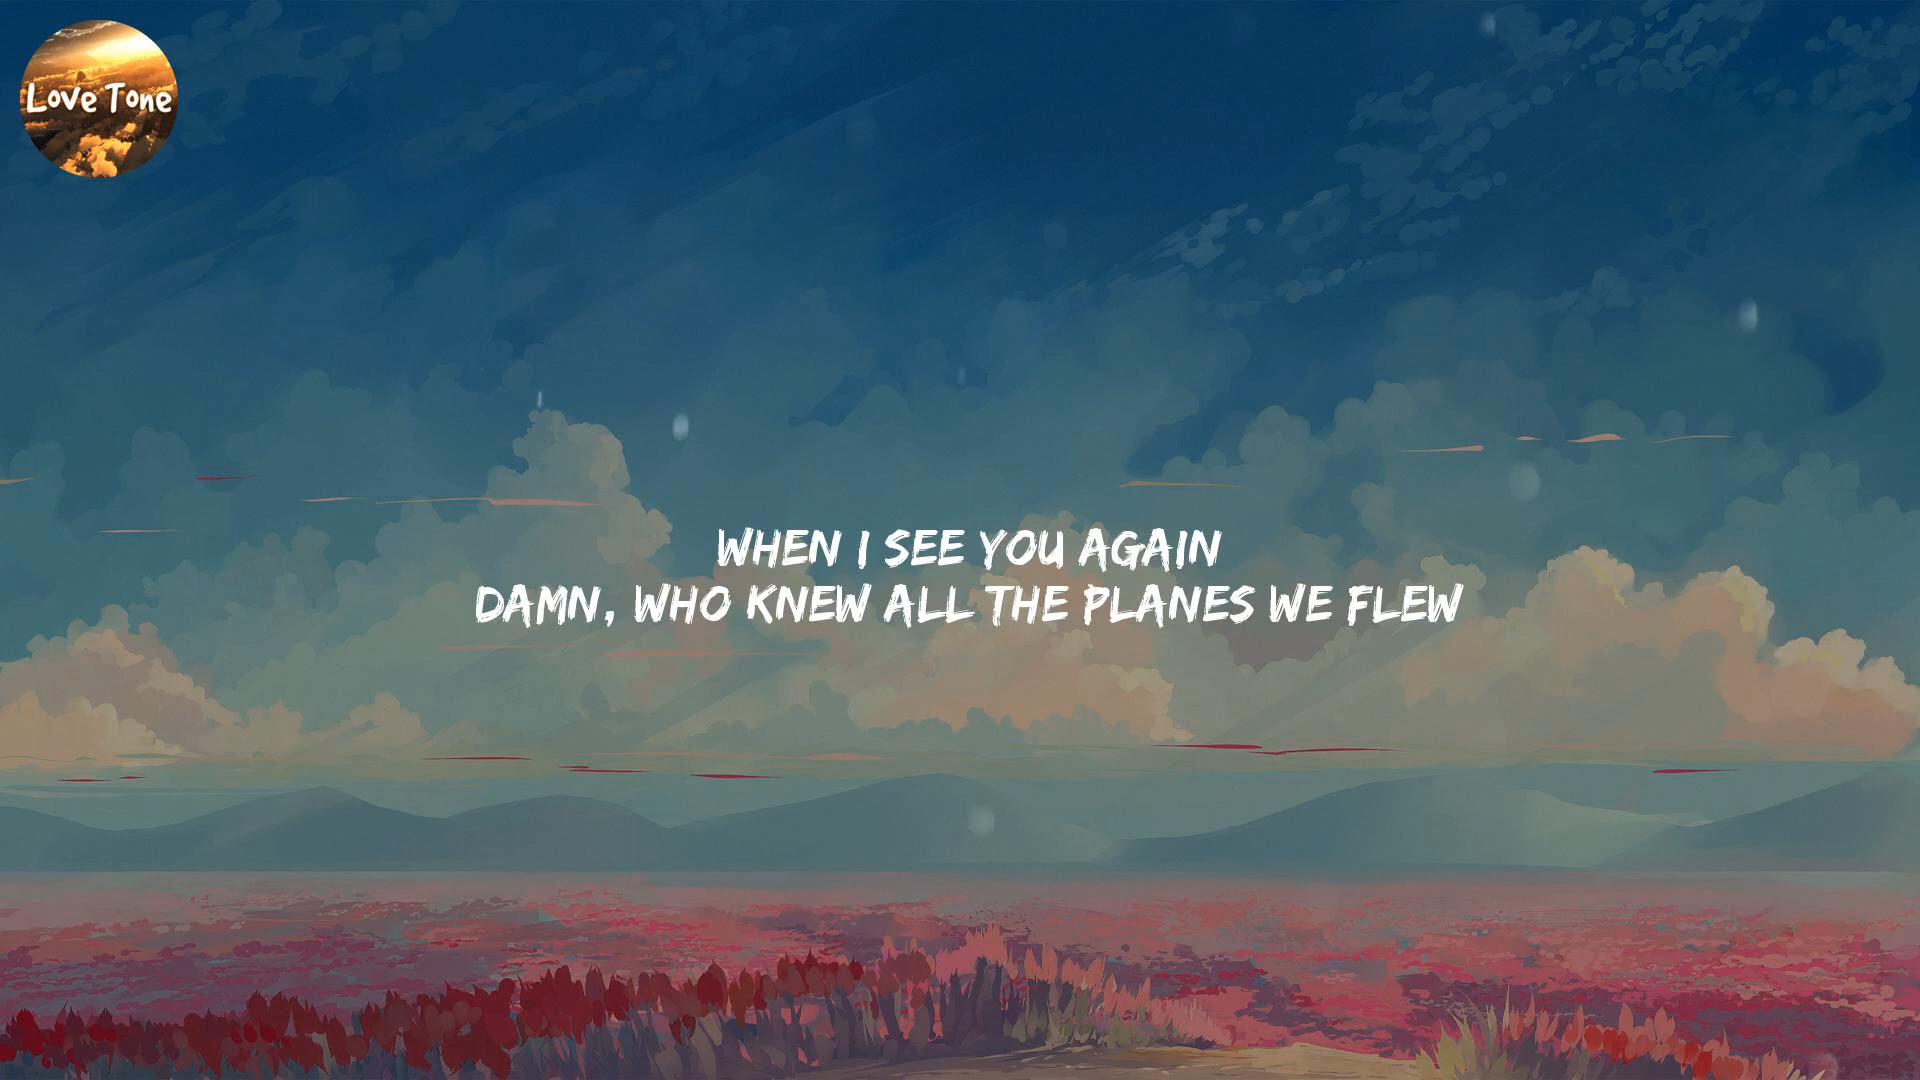 Love Tone
WHEN I SEE YOU AGAIN
DAMN, WHO KNEW ALL THE PLANES WE FLEW